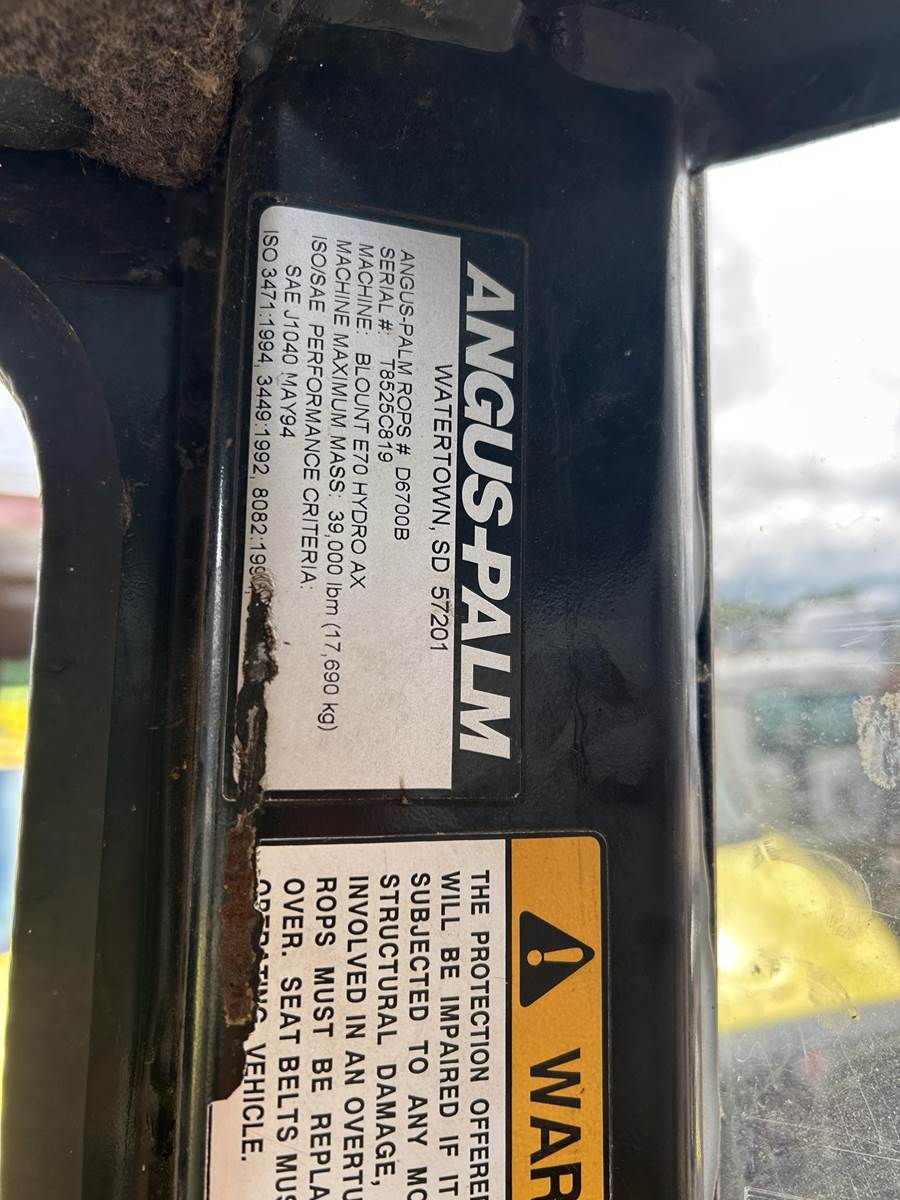 ANGUS-PALM
WATERTOWN, SD 57201
ANGUS-PALM ROPS # D6700B
SERIAL #: T8525C819
MACHINE: BLOUNT E70 HYDRO AX
MACHINE MAXIMUM MASS: 39,000 lbm (17,690 kg)
ISO/SAE PERFORMANCE CRITERIA:
SAE J1040 MAY94
ISO 3471:1994, 3449:1992, 8082:199
WAR
THE PROTECTION OFFERE
WILL BE IMPAIRED IF IT
SUBJECTED TO ANY MO
STRUCTURAL DAMAGE,
INVOLVED IN AN OVERTU
ROPS MUST BE REPLA
OVER. SEAT BELTS MUS
OPERATING VEHICLE.